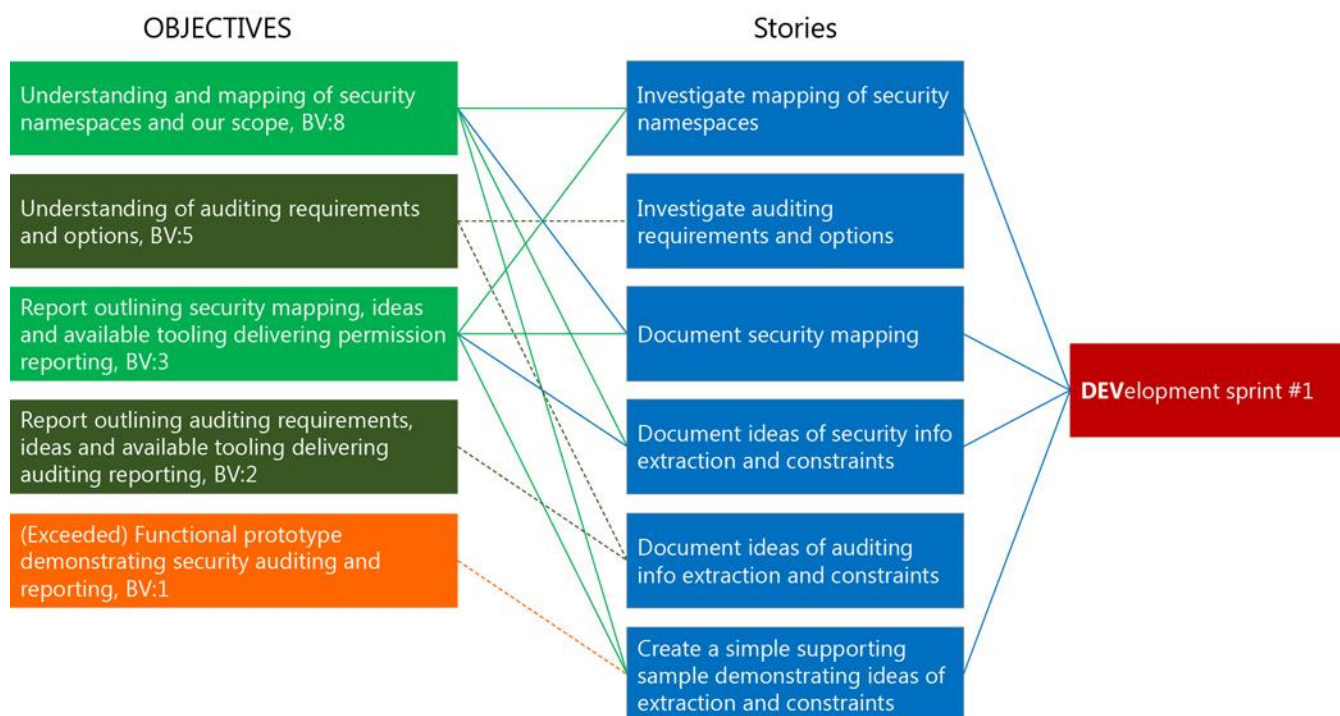 OBJECTIVES
Stories
Understanding and mapping of security
namespaces and our scope, BV:8
Understanding of auditing requirements
and options, BV:5
Report outlining security mapping, ideas
and available tooling delivering permission
reporting, BV:3
Report outlining auditing requirements,
ideas and available tooling delivering
auditing reporting, BV:2
(Exceeded) Functional prototype
demonstrating security auditing and
reporting, BV:1
Investigate mapping of security
namespaces
Investigate auditing
requirements and options
Document security mapping
Document ideas of security info
extraction and constraints
Document ideas of auditing
info extraction and constraints
Create a simple supporting
sample demonstrating ideas of
extraction and constraints
DEVelopment sprint #1